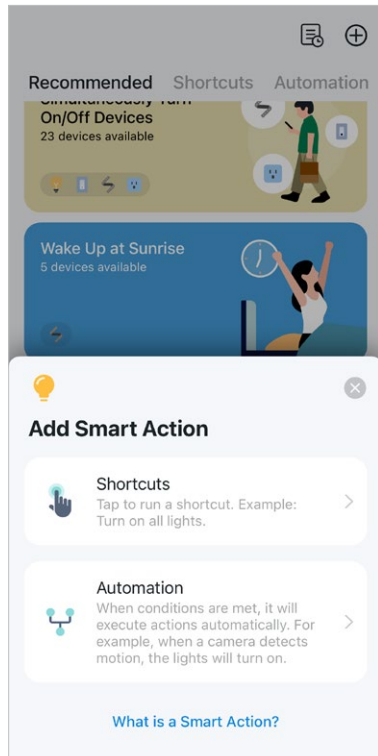 Recommended Shortcuts Automation
Simultaneously Turn
On/Off Devices
23 devices available
Wake Up at Sunrise
5 devices available
Add Smart Action
Shortcuts
Tap to run a shortcut. Example:
Turn on all lights.
Automation
When conditions are met, it will
execute actions automatically. For
example, when a camera detects
motion, the lights will turn on.
What is a Smart Action?